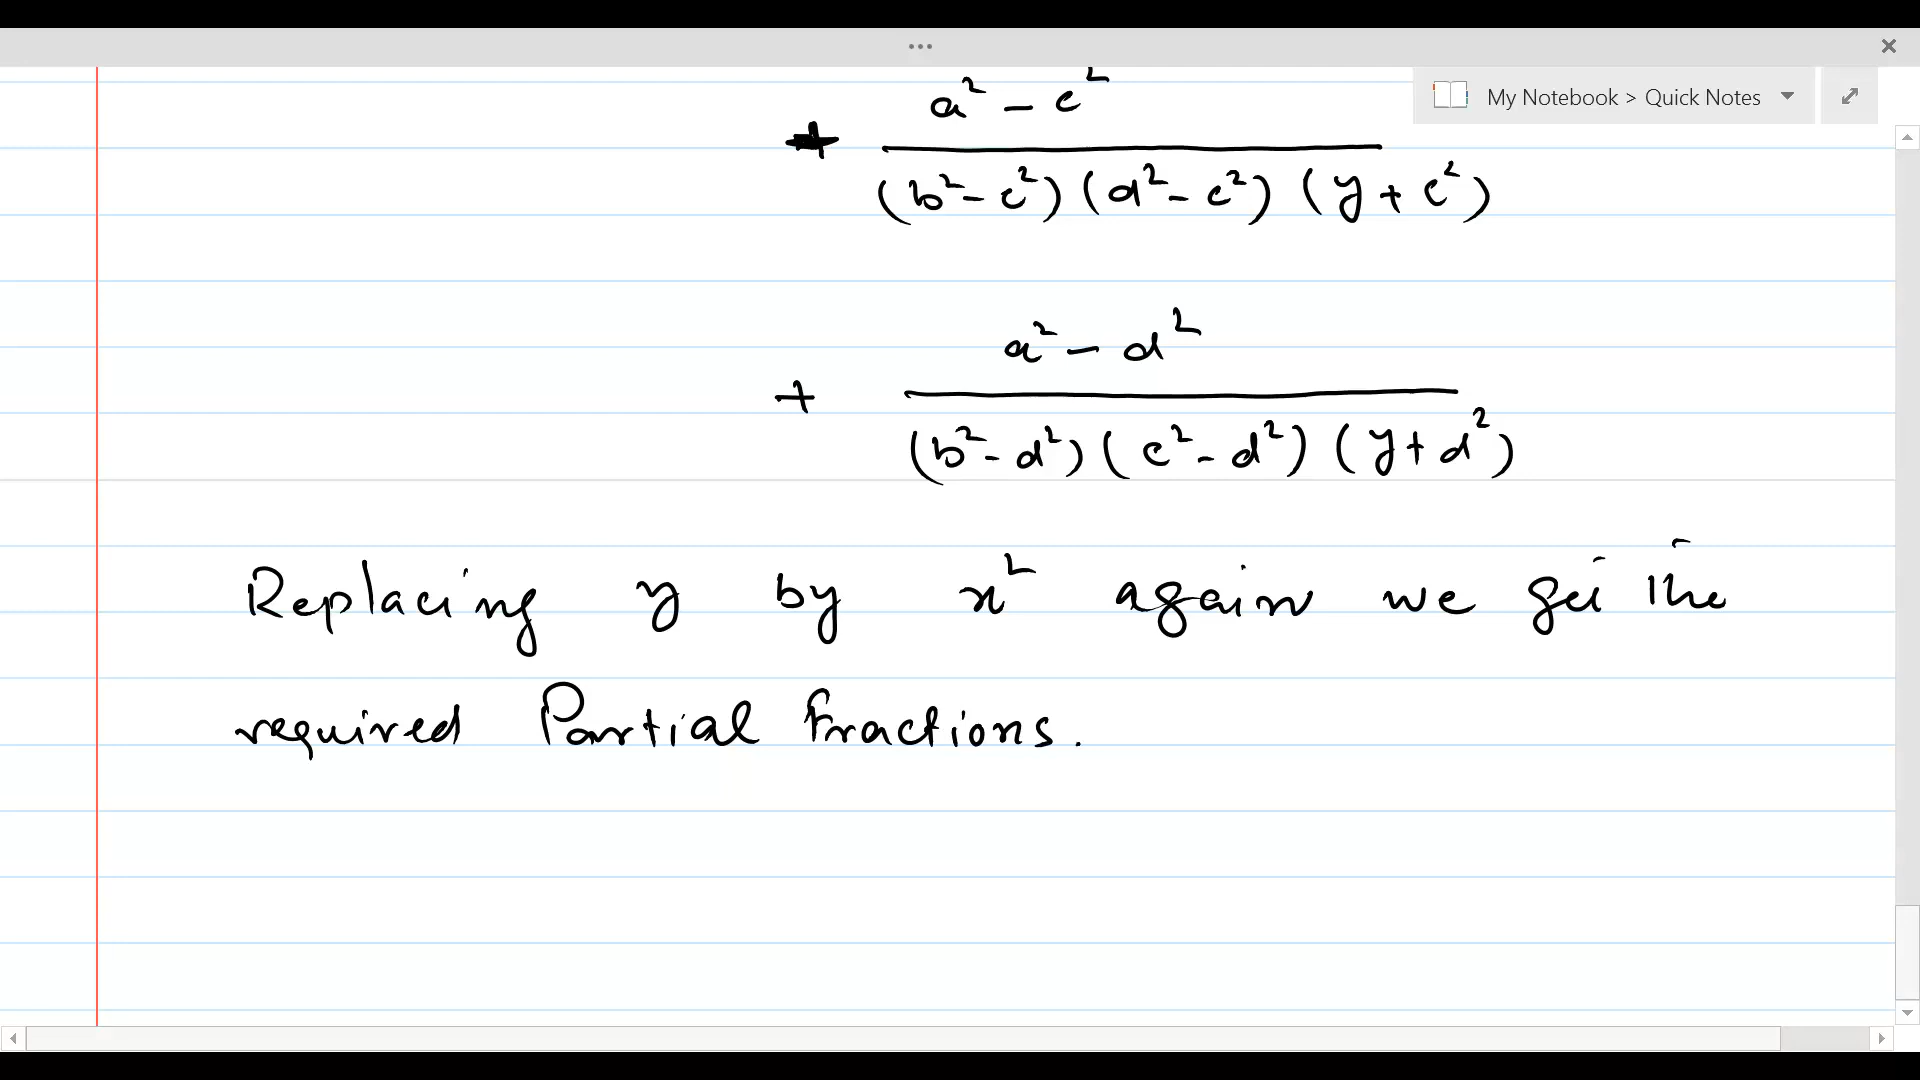 My Notebook > Quick Notes
a² - c²
+
(b² - c²) (d² - c²) (y + c²)
a² - d²
+
(b² - d²) (c² - d²) (y + d²)
Replacing y by x² again we get the
required Partial fractions.